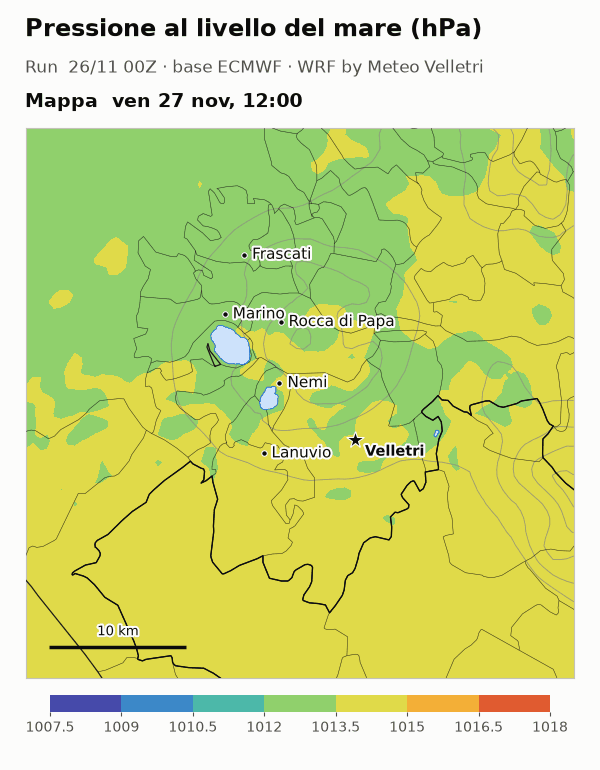 Pressione al livello del mare (hPa)
Run  26/11 00Z · base ECMWF · WRF by Meteo Velletri
Mappa  ven 27 nov, 12:00
Frascati
Marino
Rocca di Papa
Nemi
Velletri
Lanuvio
10 km
1007.5 1009 1010.5 1012 1013.5 1015 1016.5 1018